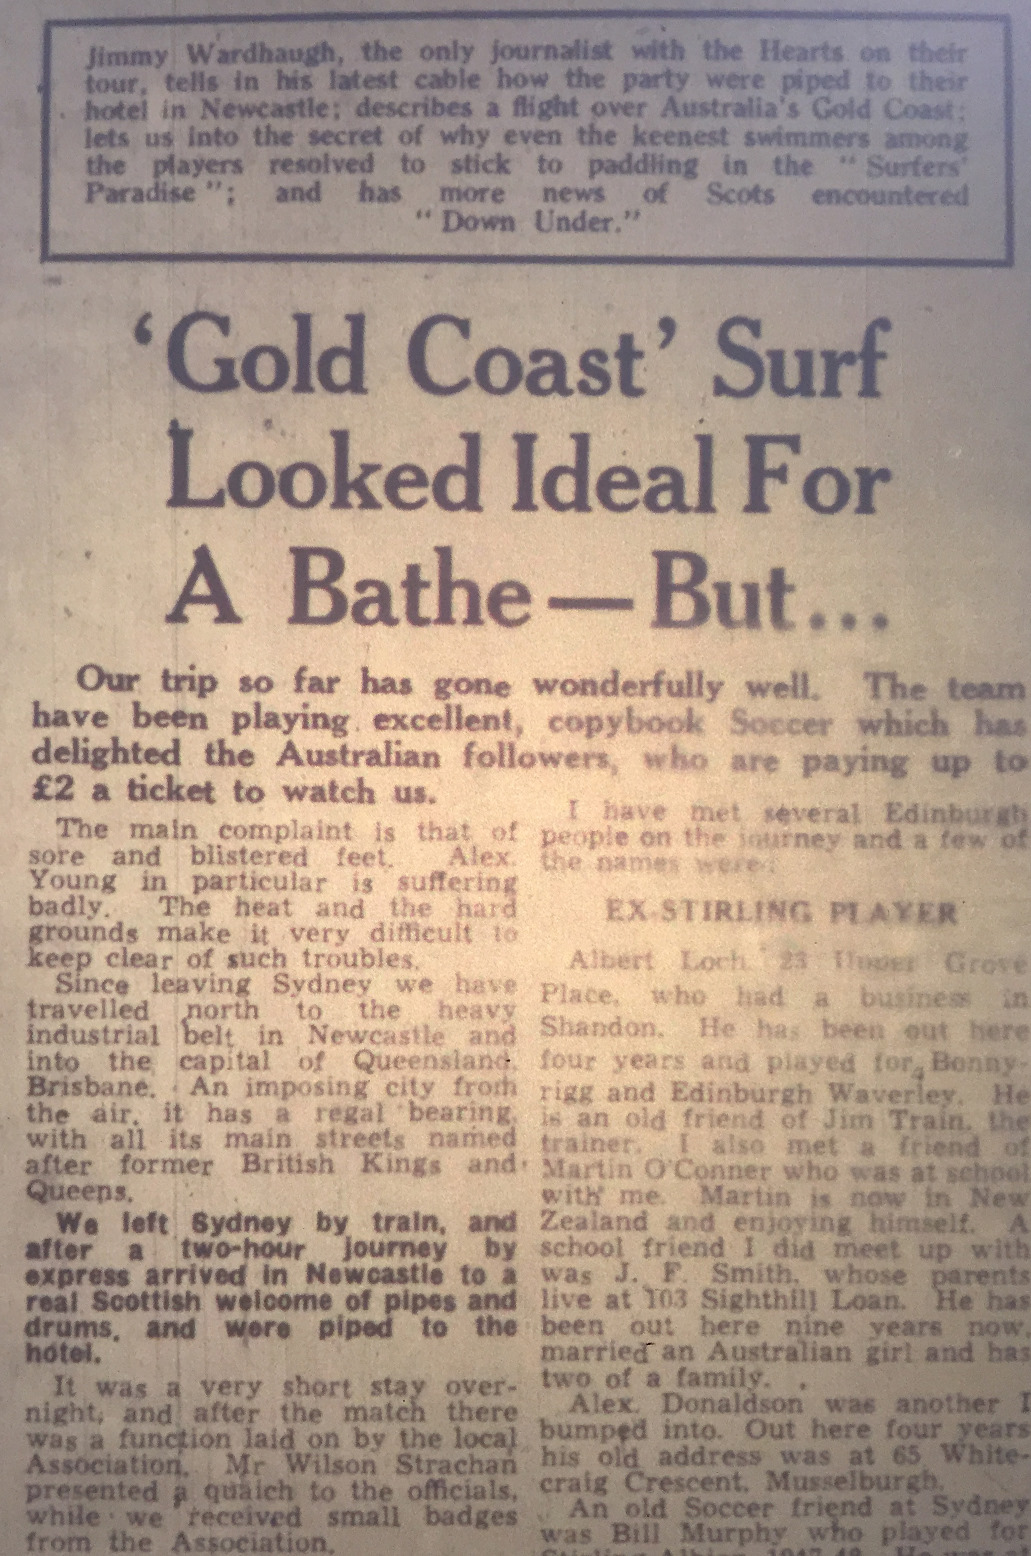 Jimmy Wardhaugh, the only journalist with the Hearts on their
tour, tells in his latest cable how the party were piped to their
hotel in Newcastle; describes a flight over Australia's Gold Coast;
lets us into the secret of why even the keenest swimmers among
the players resolved to stick to paddling in the "Surfers'
Paradise"; and has more news of Scots encountered
"Down Under."
'Gold Coast' Surf
Looked Ideal For
A Bathe — But...
Our trip so far has gone wonderfully well. The team
have been playing excellent, copybook Soccer which has
delighted the Australian followers, who are paying up to
£2 a ticket to watch us.
The main complaint is that of
sore and blistered feet. Alex.
Young in particular is suffering
badly. The heat and the hard
grounds make it very difficult to
keep clear of such troubles.
Since leaving Sydney we have
travelled north to the heavy
industrial belt in Newcastle and
into the capital of Queensland,
Brisbane. An imposing city from
the air, it has a regal bearing,
with all its main streets named
after former British Kings and
Queens.
We left Sydney by train, and
after a two-hour journey by
express arrived in Newcastle to a
real Scottish welcome of pipes and
drums, and were piped to the
hotel.
It was a very short stay over-
night, and after the match there
was a function laid on by the local
Association. Mr Wilson Strachan
presented a quaich to the officials,
while we received small badges
from the Association.
I have met several Edinburgh
people on the journey and a few of
the names were:
EX-STIRLING PLAYER
Albert Loch, 23 Upper Grove
Place, who had a business in
Shandon. He has been out here
four years and played for Bonny-
rigg and Edinburgh Waverley. He
is an old friend of Jim Train, the
trainer. I also met a friend of
Martin O'Conner who was at school
with me. Martin is now in New
Zealand and enjoying himself. A
school friend I did meet up with
was J. F. Smith, whose parents
live at 103 Sighthill Loan. He has
been out here nine years now,
married an Australian girl and has
two of a family.
Alex. Donaldson was another I
bumped into. Out here four years
his old address was at 65 White-
craig Crescent, Musselburgh.
An old Soccer friend at Sydney
was Bill Murphy who played for
Stirling Albion 1947-48. He was at